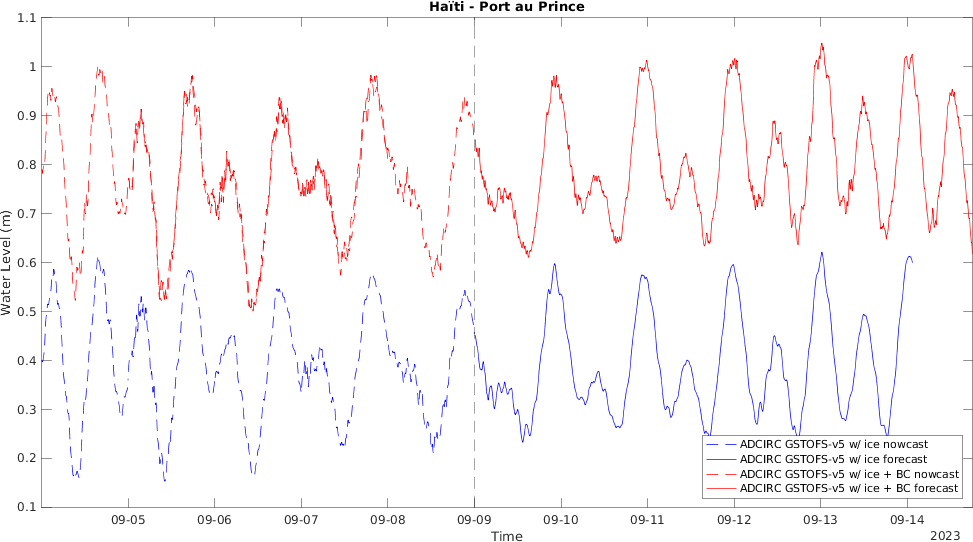 Haïti - Port au Prince
Water Level (m)
1.1
1
0.9
0.8
0.7
0.6
0.5
0.4
0.3
0.2
0.1
ADCIRC GSTOFS-v5 w/ ice nowcast
ADCIRC GSTOFS-v5 w/ ice forecast
ADCIRC GSTOFS-v5 w/ ice + BC nowcast
ADCIRC GSTOFS-v5 w/ ice + BC forecast
09-05 09-06 09-07 09-08 09-09 09-10 09-11 09-12 09-13 09-14
Time
2023